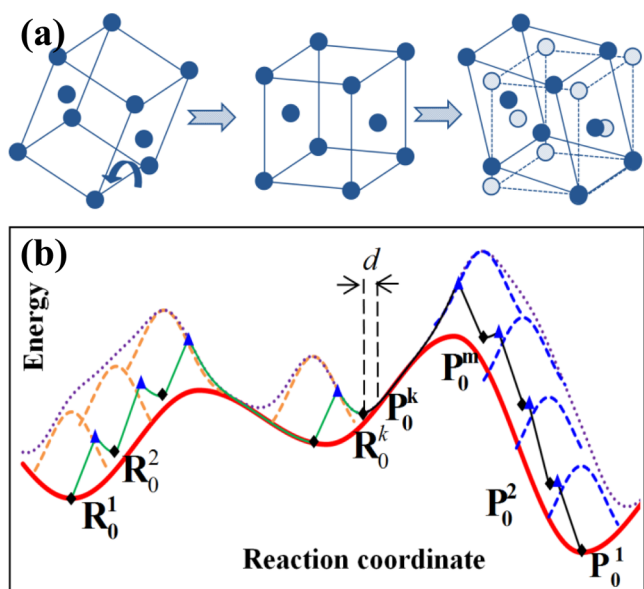 (a)
(b)
d
Energy
P₀ᵐ
P₀ᵏ
R₀ᵏ
R₀²
R₀¹
P₀²
P₀¹
Reaction coordinate